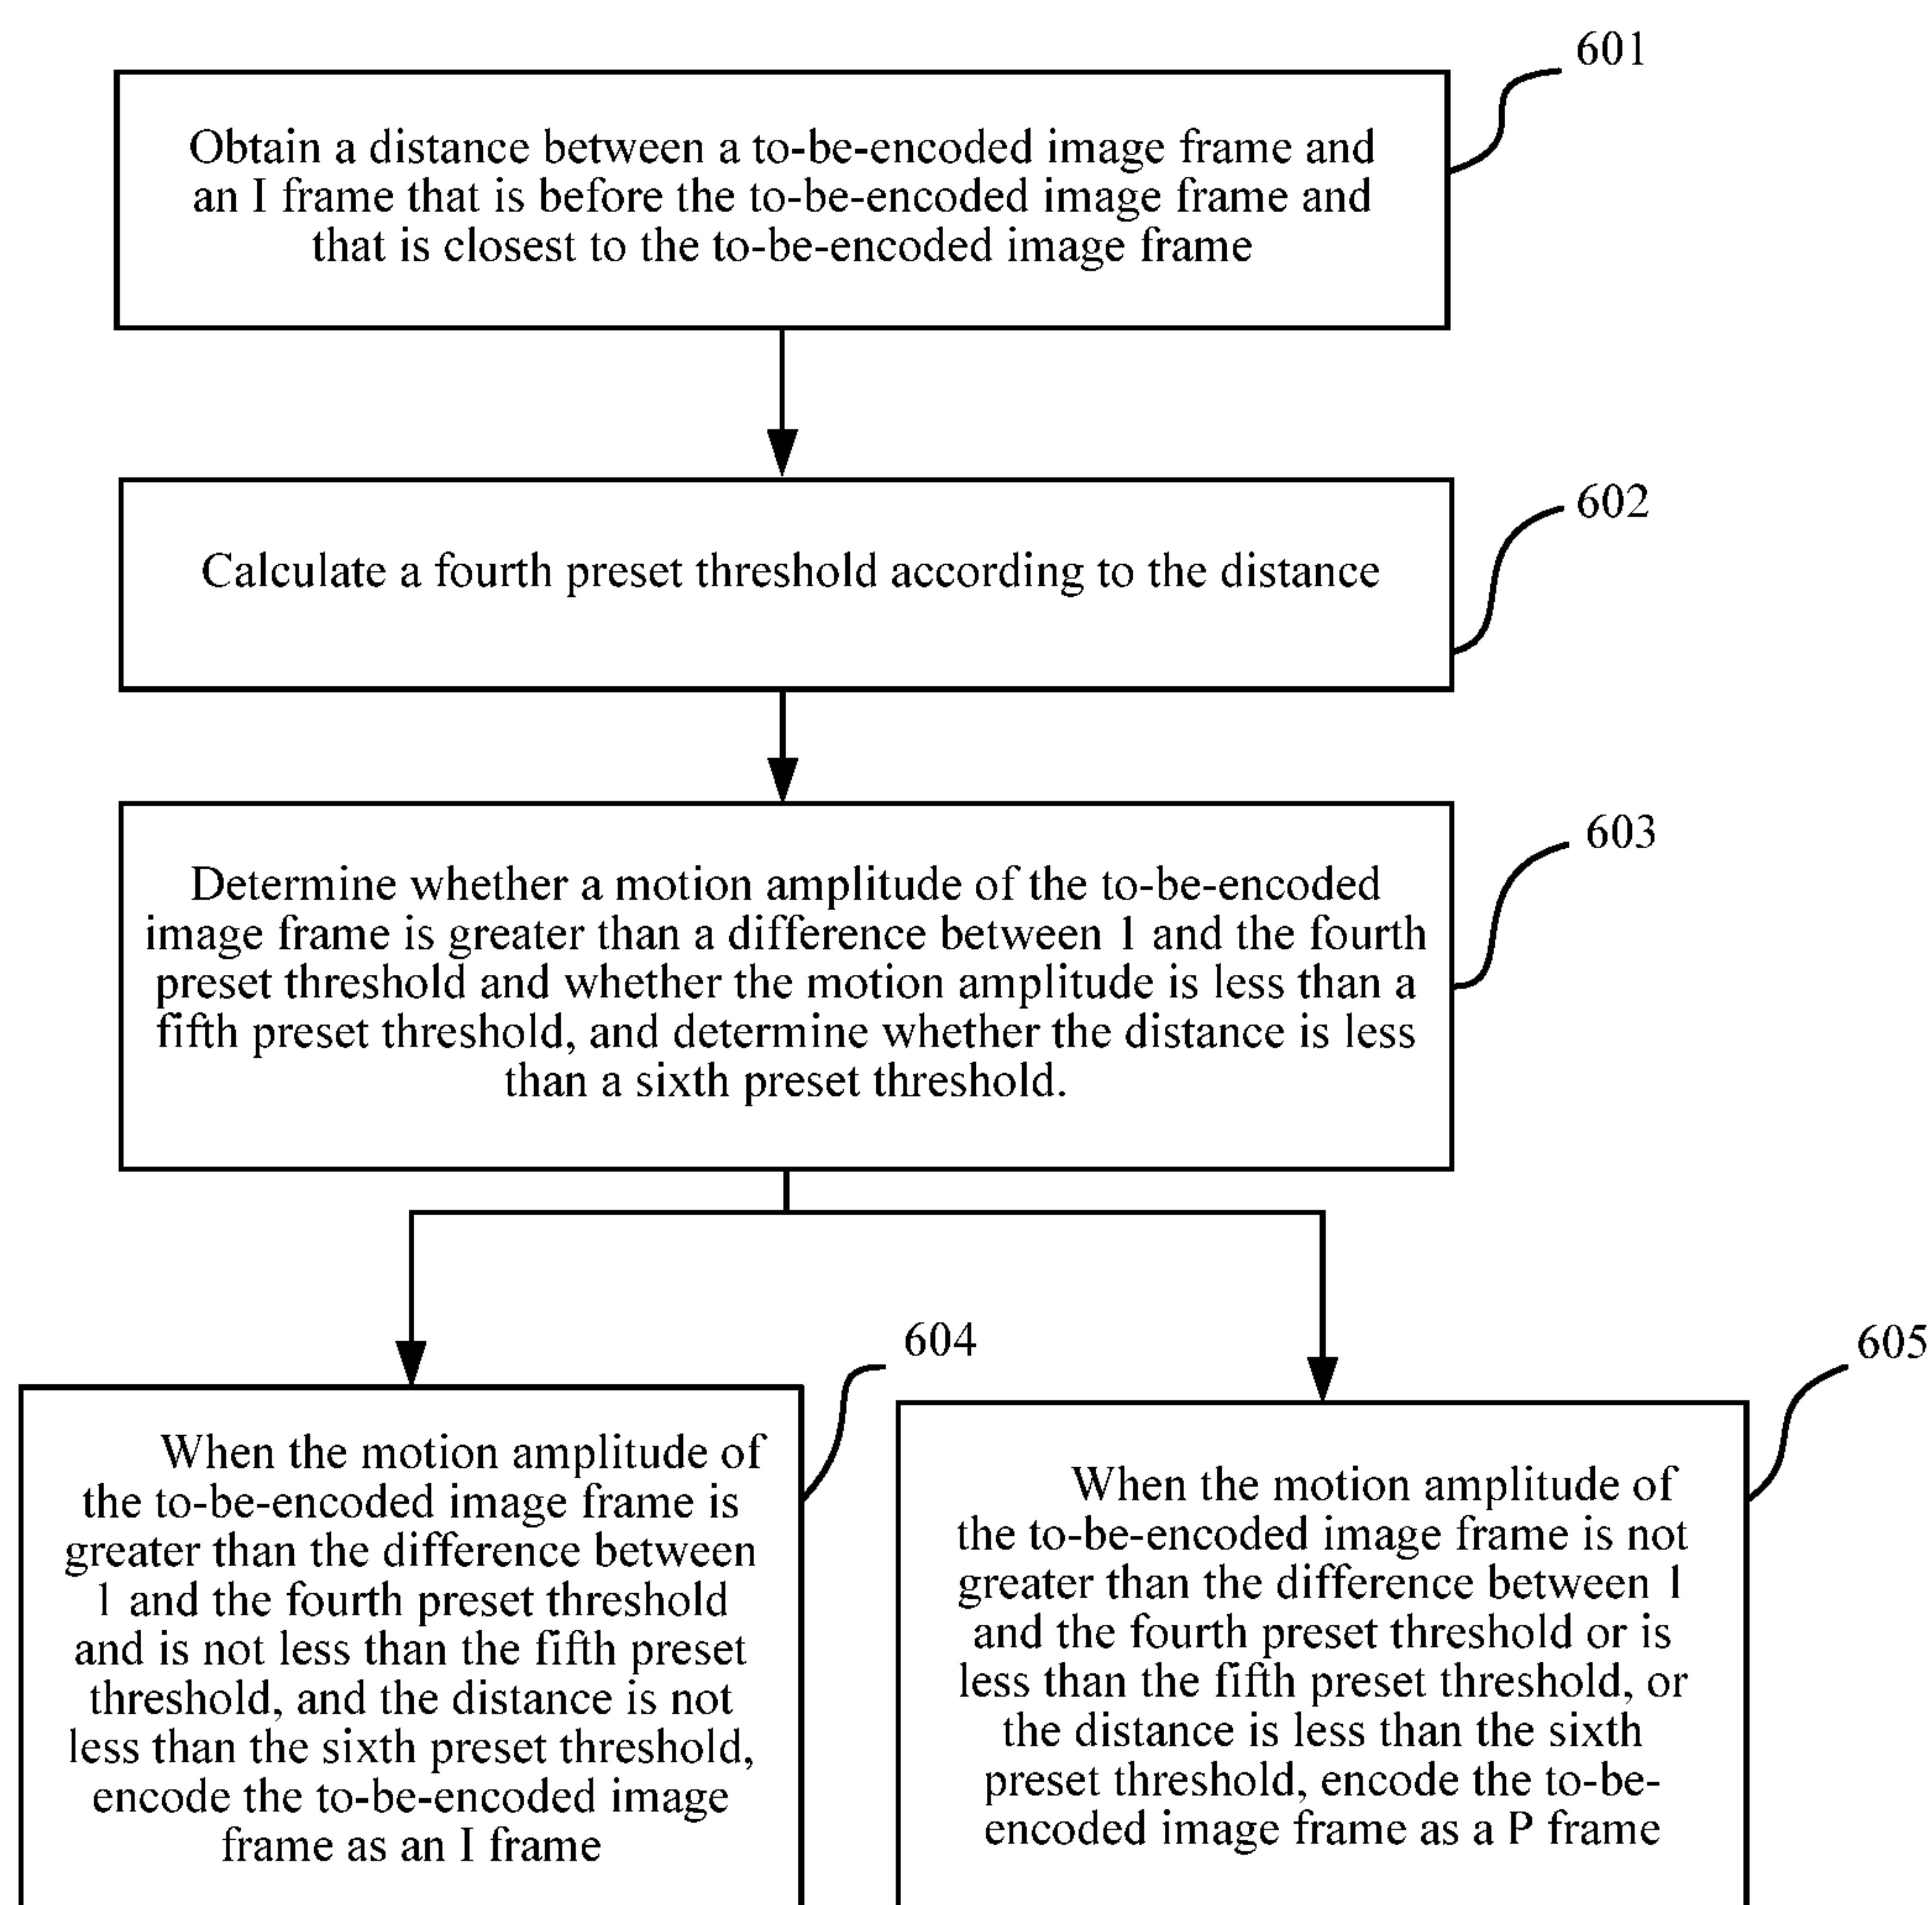 601
Obtain a distance between a to-be-encoded image frame and
an I frame that is before the to-be-encoded image frame and
that is closest to the to-be-encoded image frame
602
Calculate a fourth preset threshold according to the distance
603
Determine whether a motion amplitude of the to-be-encoded
image frame is greater than a difference between 1 and the fourth
preset threshold and whether the motion amplitude is less than a
fifth preset threshold, and determine whether the distance is less
than a sixth preset threshold.
604
When the motion amplitude of
the to-be-encoded image frame is
greater than the difference between
1 and the fourth preset threshold
and is not less than the fifth preset
threshold, and the distance is not
less than the sixth preset threshold,
encode the to-be-encoded image
frame as an I frame
605
When the motion amplitude of
the to-be-encoded image frame is not
greater than the difference between 1
and the fourth preset threshold or is
less than the fifth preset threshold, or
the distance is less than the sixth
preset threshold, encode the to-be-
encoded image frame as a P frame